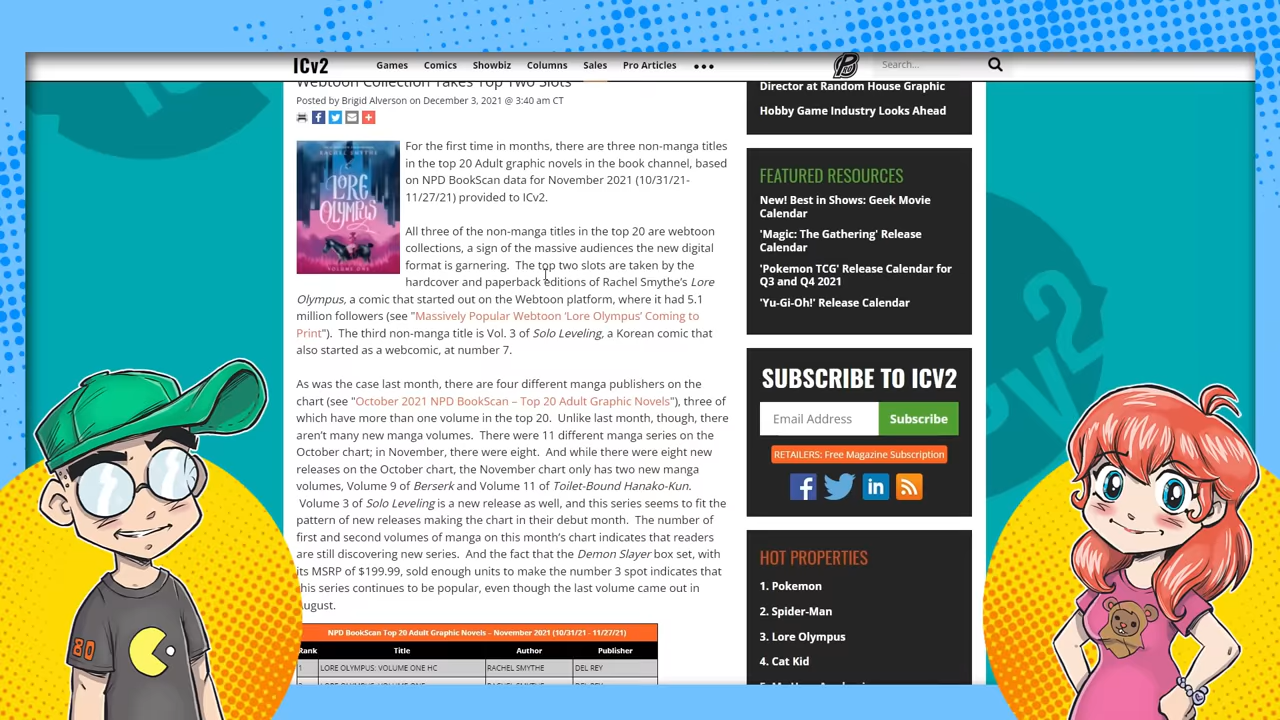 ICv2
Games
Comics
Showbiz
Columns
Sales
Pro Articles
Search...
Webtoon Collection Takes Top Two Slots
Posted by Brigid Alverson on December 3, 2021 @ 3:40 am CT
RACHEL SMYTHE
LORE
OLYMPUS
VOLUME ONE
For the first time in months, there are three non-manga titles
in the top 20 Adult graphic novels in the book channel, based
on NPD BookScan data for November 2021 (10/31/21-
11/27/21) provided to ICv2.
All three of the non-manga titles in the top 20 are webtoon
collections, a sign of the massive audiences the new digital
format is garnering.  The top two slots are taken by the
hardcover and paperback editions of Rachel Smythe's Lore
Olympus, a comic that started out on the Webtoon platform, where it had 5.1
million followers (see "Massively Popular Webtoon 'Lore Olympus' Coming to
Print").  The third non-manga title is Vol. 3 of Solo Leveling, a Korean comic that
also started as a webcomic, at number 7.
As was the case last month, there are four different manga publishers on the
chart (see "October 2021 NPD BookScan – Top 20 Adult Graphic Novels"), three of
which have more than one volume in the top 20.  Unlike last month, though, there
aren't many new manga volumes.  There were 11 different manga series on the
October chart; in November, there were eight.  And while there were eight new
releases on the October chart, the November chart only has two new manga
volumes, Volume 9 of Berserk and Volume 11 of Toilet-Bound Hanako-Kun.
Volume 3 of Solo Leveling is a new release as well, and this series seems to fit the
pattern of new releases making the chart in their debut month.  The number of
first and second volumes of manga on this month's chart indicates that readers
are still discovering new series.  And the fact that the Demon Slayer box set, with
its MSRP of $199.99, sold enough units to make the number 3 spot indicates that
this series continues to be popular, even though the last volume came out in
August.
NPD BookScan Top 20 Adult Graphic Novels – November 2021 (10/31/21 - 11/27/21)
Rank Title Author Publisher
1 LORE OLYMPUS: VOLUME ONE HC RACHEL SMYTHE DEL REY
Director at Random House Graphic
Hobby Game Industry Looks Ahead
FEATURED RESOURCES
New! Best in Shows: Geek Movie
Calendar
'Magic: The Gathering' Release
Calendar
'Pokemon TCG' Release Calendar for
Q3 and Q4 2021
'Yu-Gi-Oh!' Release Calendar
SUBSCRIBE TO ICV2
Email Address
Subscribe
RETAILERS: Free Magazine Subscription
HOT PROPERTIES
1. Pokemon
2. Spider-Man
3. Lore Olympus
4. Cat Kid
80